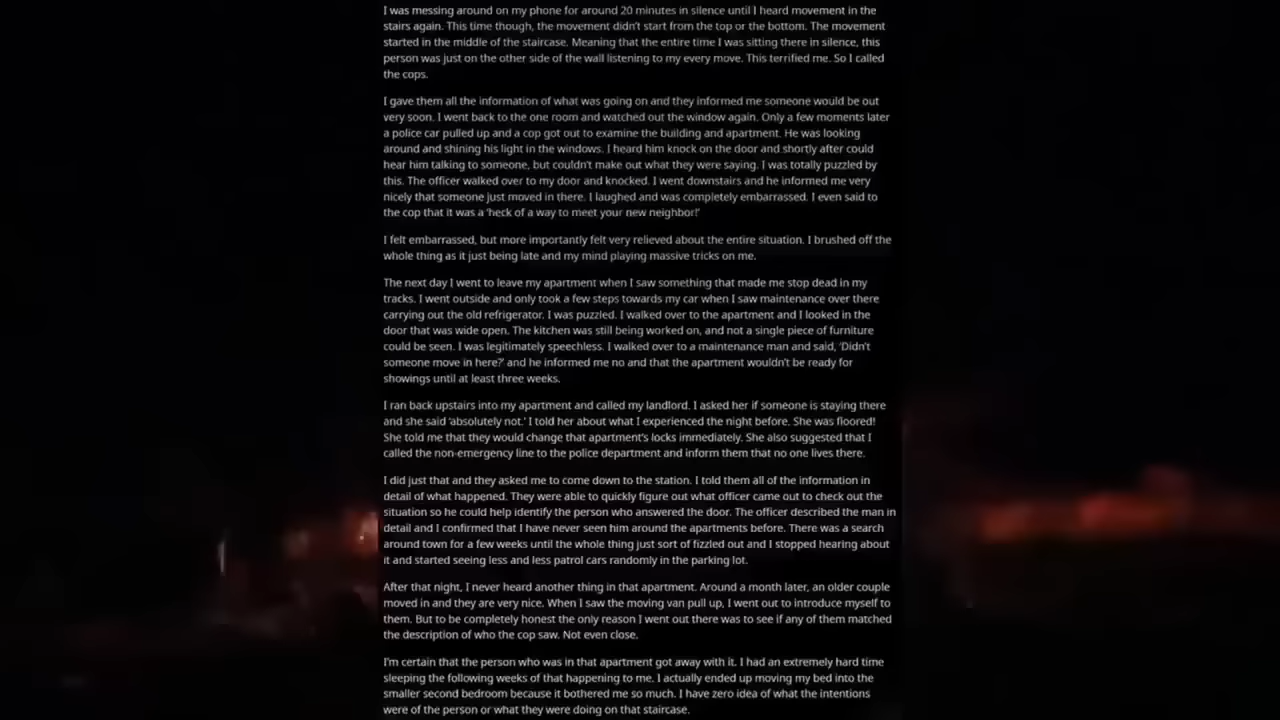 I was messing around on my phone for around 20 minutes in silence until I heard movement in the
stairs again. This time though, the movement didn't start from the top or the bottom. The movement
started in the middle of the staircase. Meaning that the entire time I was sitting there in silence, this
person was just on the other side of the wall listening to my every move. This terrified me. So I called
the cops.
I gave them all the information of what was going on and they informed me someone would be out
very soon. I went back to the one room and watched out the window again. Only a few moments later
a police car pulled up and a cop got out to examine the building and apartment. He was looking
around and shining his light in the windows. I heard him knock on the door and shortly after could
hear him talking to someone, but couldn't make out what they were saying. I was totally puzzled by
this. The officer walked over to my door and knocked. I went downstairs and he informed me very
nicely that someone just moved in there. I laughed and was completely embarrassed. I even said to
the cop that it was a 'heck of a way to meet your new neighbor!'
I felt embarrassed, but more importantly felt very relieved about the entire situation. I brushed off the
whole thing as it just being late and my mind playing massive tricks on me.
The next day I went to leave my apartment when I saw something that made me stop dead in my
tracks. I went outside and only took a few steps towards my car when I saw maintenance over there
carrying out the old refrigerator. I was puzzled. I walked over to the apartment and I looked in the
door that was wide open. The kitchen was still being worked on, and not a single piece of furniture
could be seen. I was legitimately speechless. I walked over to a maintenance man and said, 'Didn't
someone move in here?' and he informed me no and that the apartment wouldn't be ready for
showings until at least three weeks.
I ran back upstairs into my apartment and called my landlord. I asked her if someone is staying there
and she said 'absolutely not.' I told her about what I experienced the night before. She was floored!
She told me that they would change that apartment's locks immediately. She also suggested that I
called the non-emergency line to the police department and inform them that no one lives there.
I did just that and they asked me to come down to the station. I told them all of the information in
detail of what happened. They were able to quickly figure out what officer came out to check out the
situation so he could help identify the person who answered the door. The officer described the man in
detail and I confirmed that I have never seen him around the apartments before. There was a search
around town for a few weeks until the whole thing just sort of fizzled out and I stopped hearing about
it and started seeing less and less patrol cars randomly in the parking lot.
After that night, I never heard another thing in that apartment. Around a month later, an older couple
moved in and they are very nice. When I saw the moving van pull up, I went out to introduce myself to
them. But to be completely honest the only reason I went out there was to see if any of them matched
the description of who the cop saw. Not even close.
I'm certain that the person who was in that apartment got away with it. I had an extremely hard time
sleeping the following weeks of that happening to me. I actually ended up moving my bed into the
smaller second bedroom because it bothered me so much. I have zero idea of what the intentions
were of the person or what they were doing on that staircase.